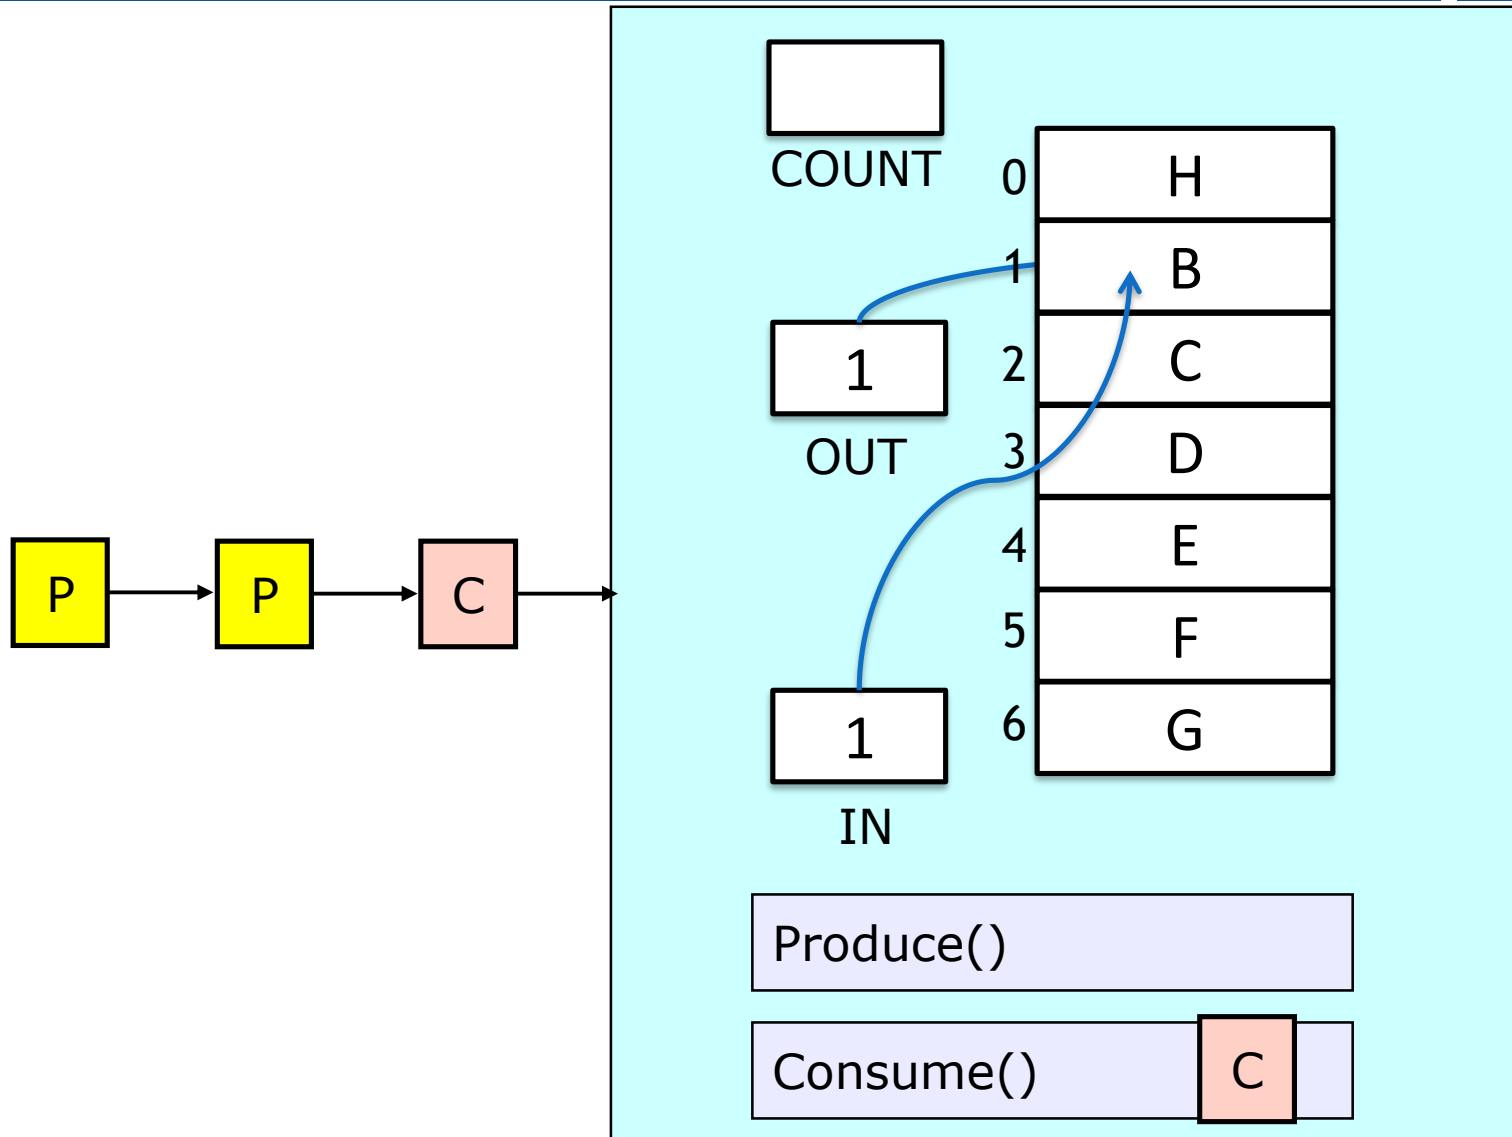 COUNT
0 H
1 B
1
OUT
2 C
3 D
P P C
4 E
5 F
1
IN
6 G
Produce()
Consume() C